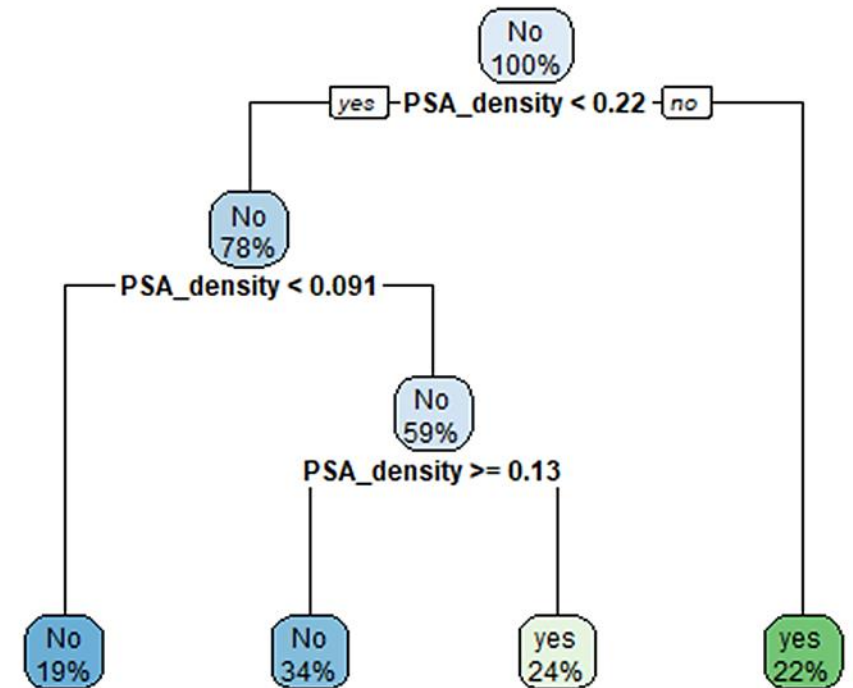 No
100%
yes PSA_density < 0.22 no
No
78%
PSA_density < 0.091
No
59%
PSA_density >= 0.13
No No yes yes
19% 34% 24% 22%